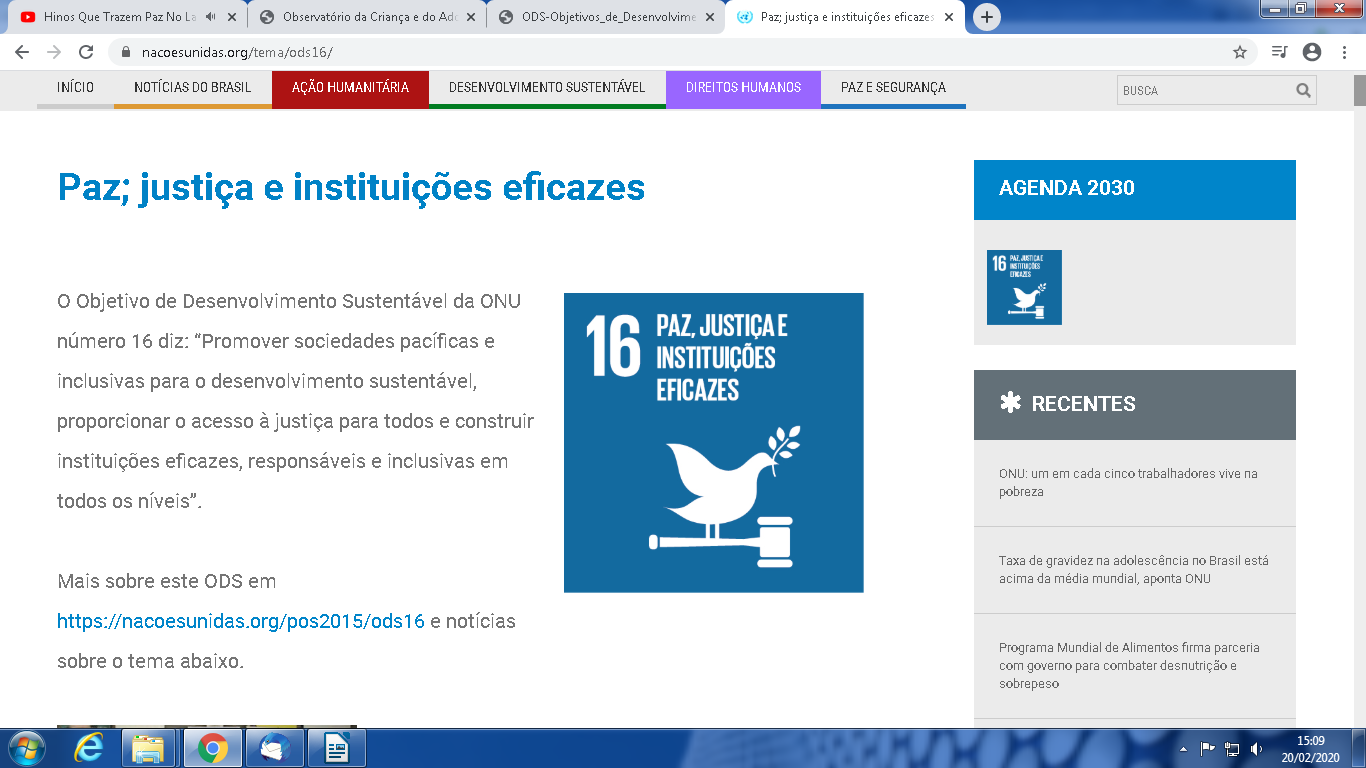 Hinos Que Trazem Paz No La
Observatório da Criança e do Ado
ODS-Objetivos_de_Desenvolvime
Paz; justiça e instituições eficazes
nacoesunidas.org/tema/ods16/
INÍCIO
NOTÍCIAS DO BRASIL
AÇÃO HUMANITÁRIA
DESENVOLVIMENTO SUSTENTÁVEL
DIREITOS HUMANOS
PAZ E SEGURANÇA
BUSCA
Paz; justiça e instituições eficazes
O Objetivo de Desenvolvimento Sustentável da ONU
número 16 diz: “Promover sociedades pacíficas e
inclusivas para o desenvolvimento sustentável,
proporcionar o acesso à justiça para todos e construir
instituições eficazes, responsáveis e inclusivas em
todos os níveis”.
Mais sobre este ODS em
https://nacoesunidas.org/pos2015/ods16 e notícias
sobre o tema abaixo.
16 PAZ, JUSTIÇA E
INSTITUIÇÕES
EFICAZES
AGENDA 2030
16 PAZ, JUSTIÇA E
INSTITUIÇÕES
EFICAZES
RECENTES
ONU: um em cada cinco trabalhadores vive na
pobreza
Taxa de gravidez na adolescência no Brasil está
acima da média mundial, aponta ONU
Programa Mundial de Alimentos firma parceria
com governo para combater desnutrição e
sobrepeso
15:09
20/02/2020